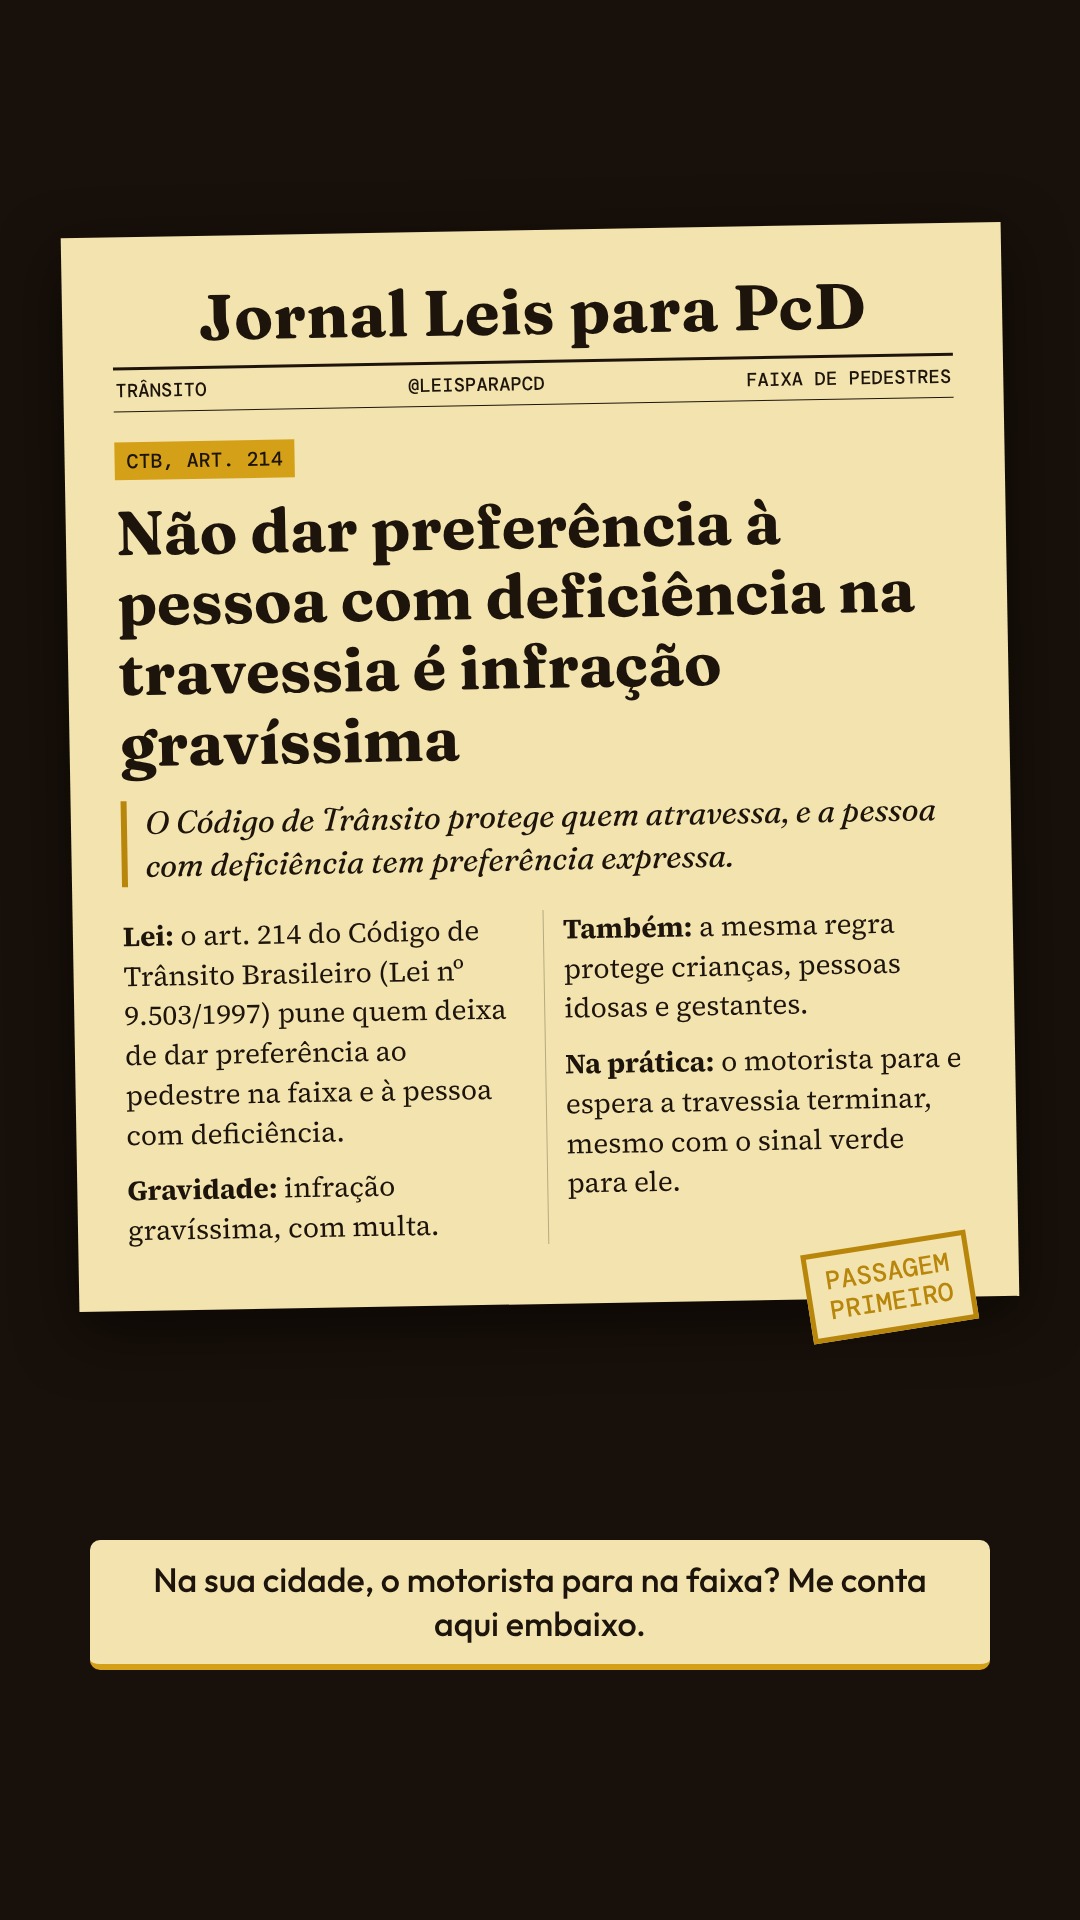 Jornal Leis para PcD
TRÂNSITO @LEISPARAPCD FAIXA DE PEDESTRES
CTB, ART. 214
Não dar preferência à
pessoa com deficiência na
travessia é infração
gravíssima
O Código de Trânsito protege quem atravessa, e a pessoa
com deficiência tem preferência expressa.
Lei: o art. 214 do Código de
Trânsito Brasileiro (Lei nº
9.503/1997) pune quem deixa
de dar preferência ao
pedestre na faixa e à pessoa
com deficiência.
Gravidade: infração
gravíssima, com multa.
Também: a mesma regra
protege crianças, pessoas
idosas e gestantes.
Na prática: o motorista para e
espera a travessia terminar,
mesmo com o sinal verde
para ele.
PASSAGEM
PRIMEIRO
Na sua cidade, o motorista para na faixa? Me conta
aqui embaixo.